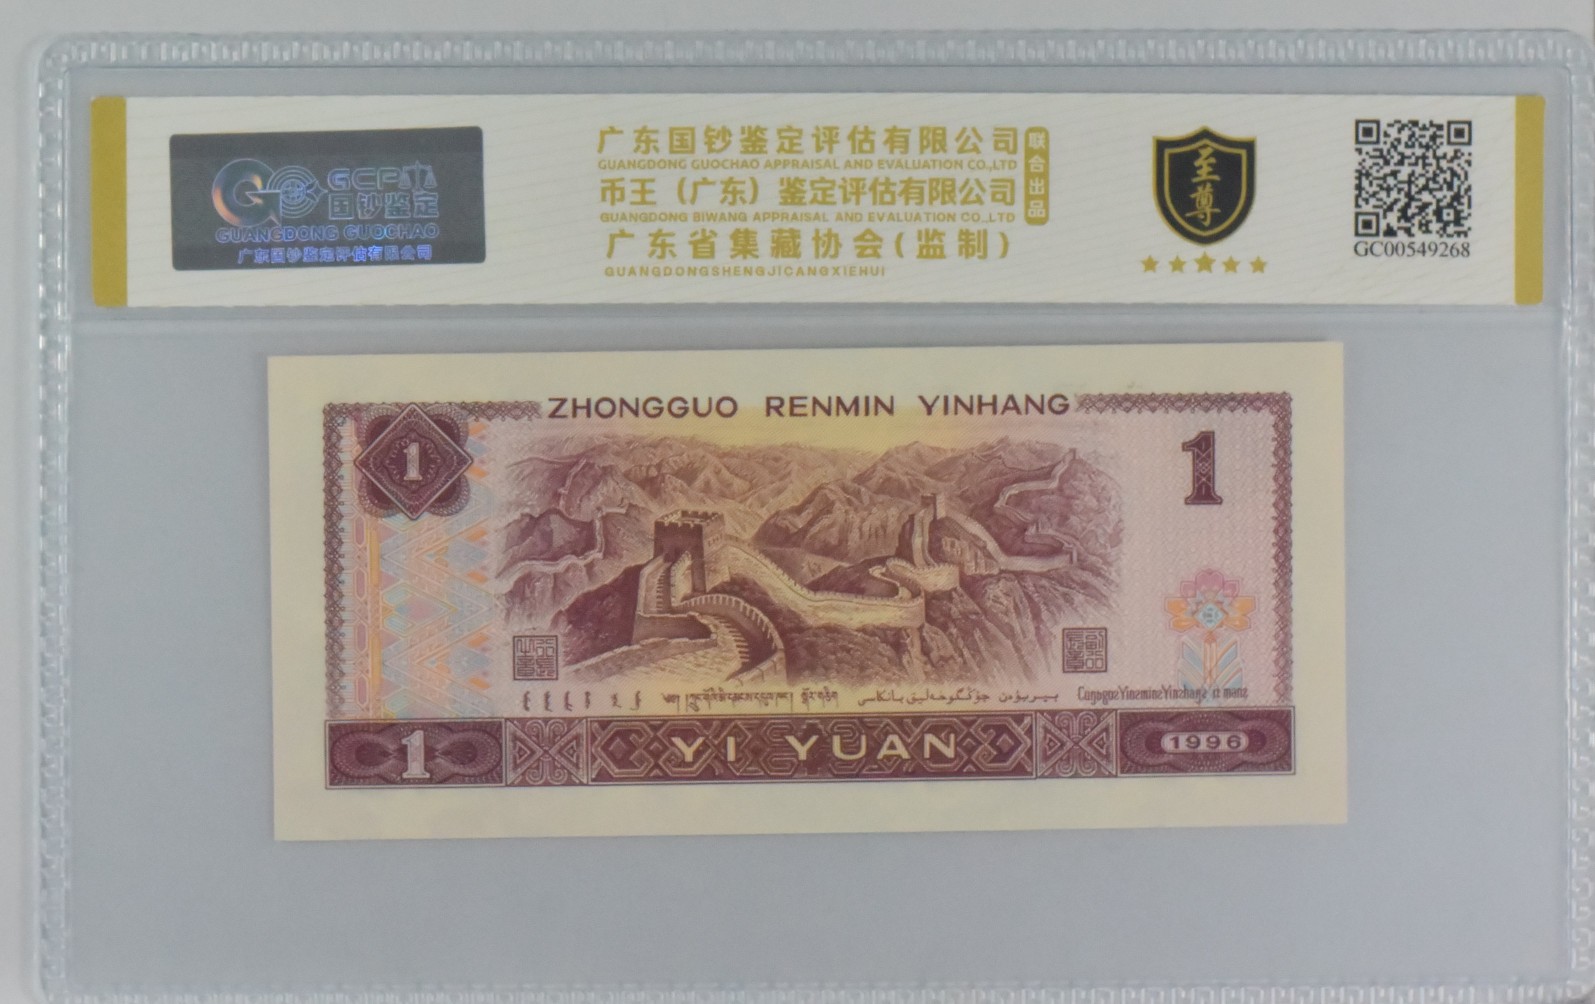 GCPA
国钞鉴定
GUANGDONG GUOCHAO
广东国钞鉴定评估有限公司
广东国钞鉴定评估有限公司
GUANGDONG GUOCHAO APPRAISAL AND EVALUATION CO.,LTD
币王（广东）鉴定评估有限公司
GUANGDONG BIWANG APPRAISAL AND EVALUATION CO.,LTD
广东省集藏协会(监制)
GUANGDONGSHENGJICANGXIEHUI
联合出品
至尊
GC00549268
ZHONGGUO RENMIN YINHANG
1
1
1
YI YUAN
1996